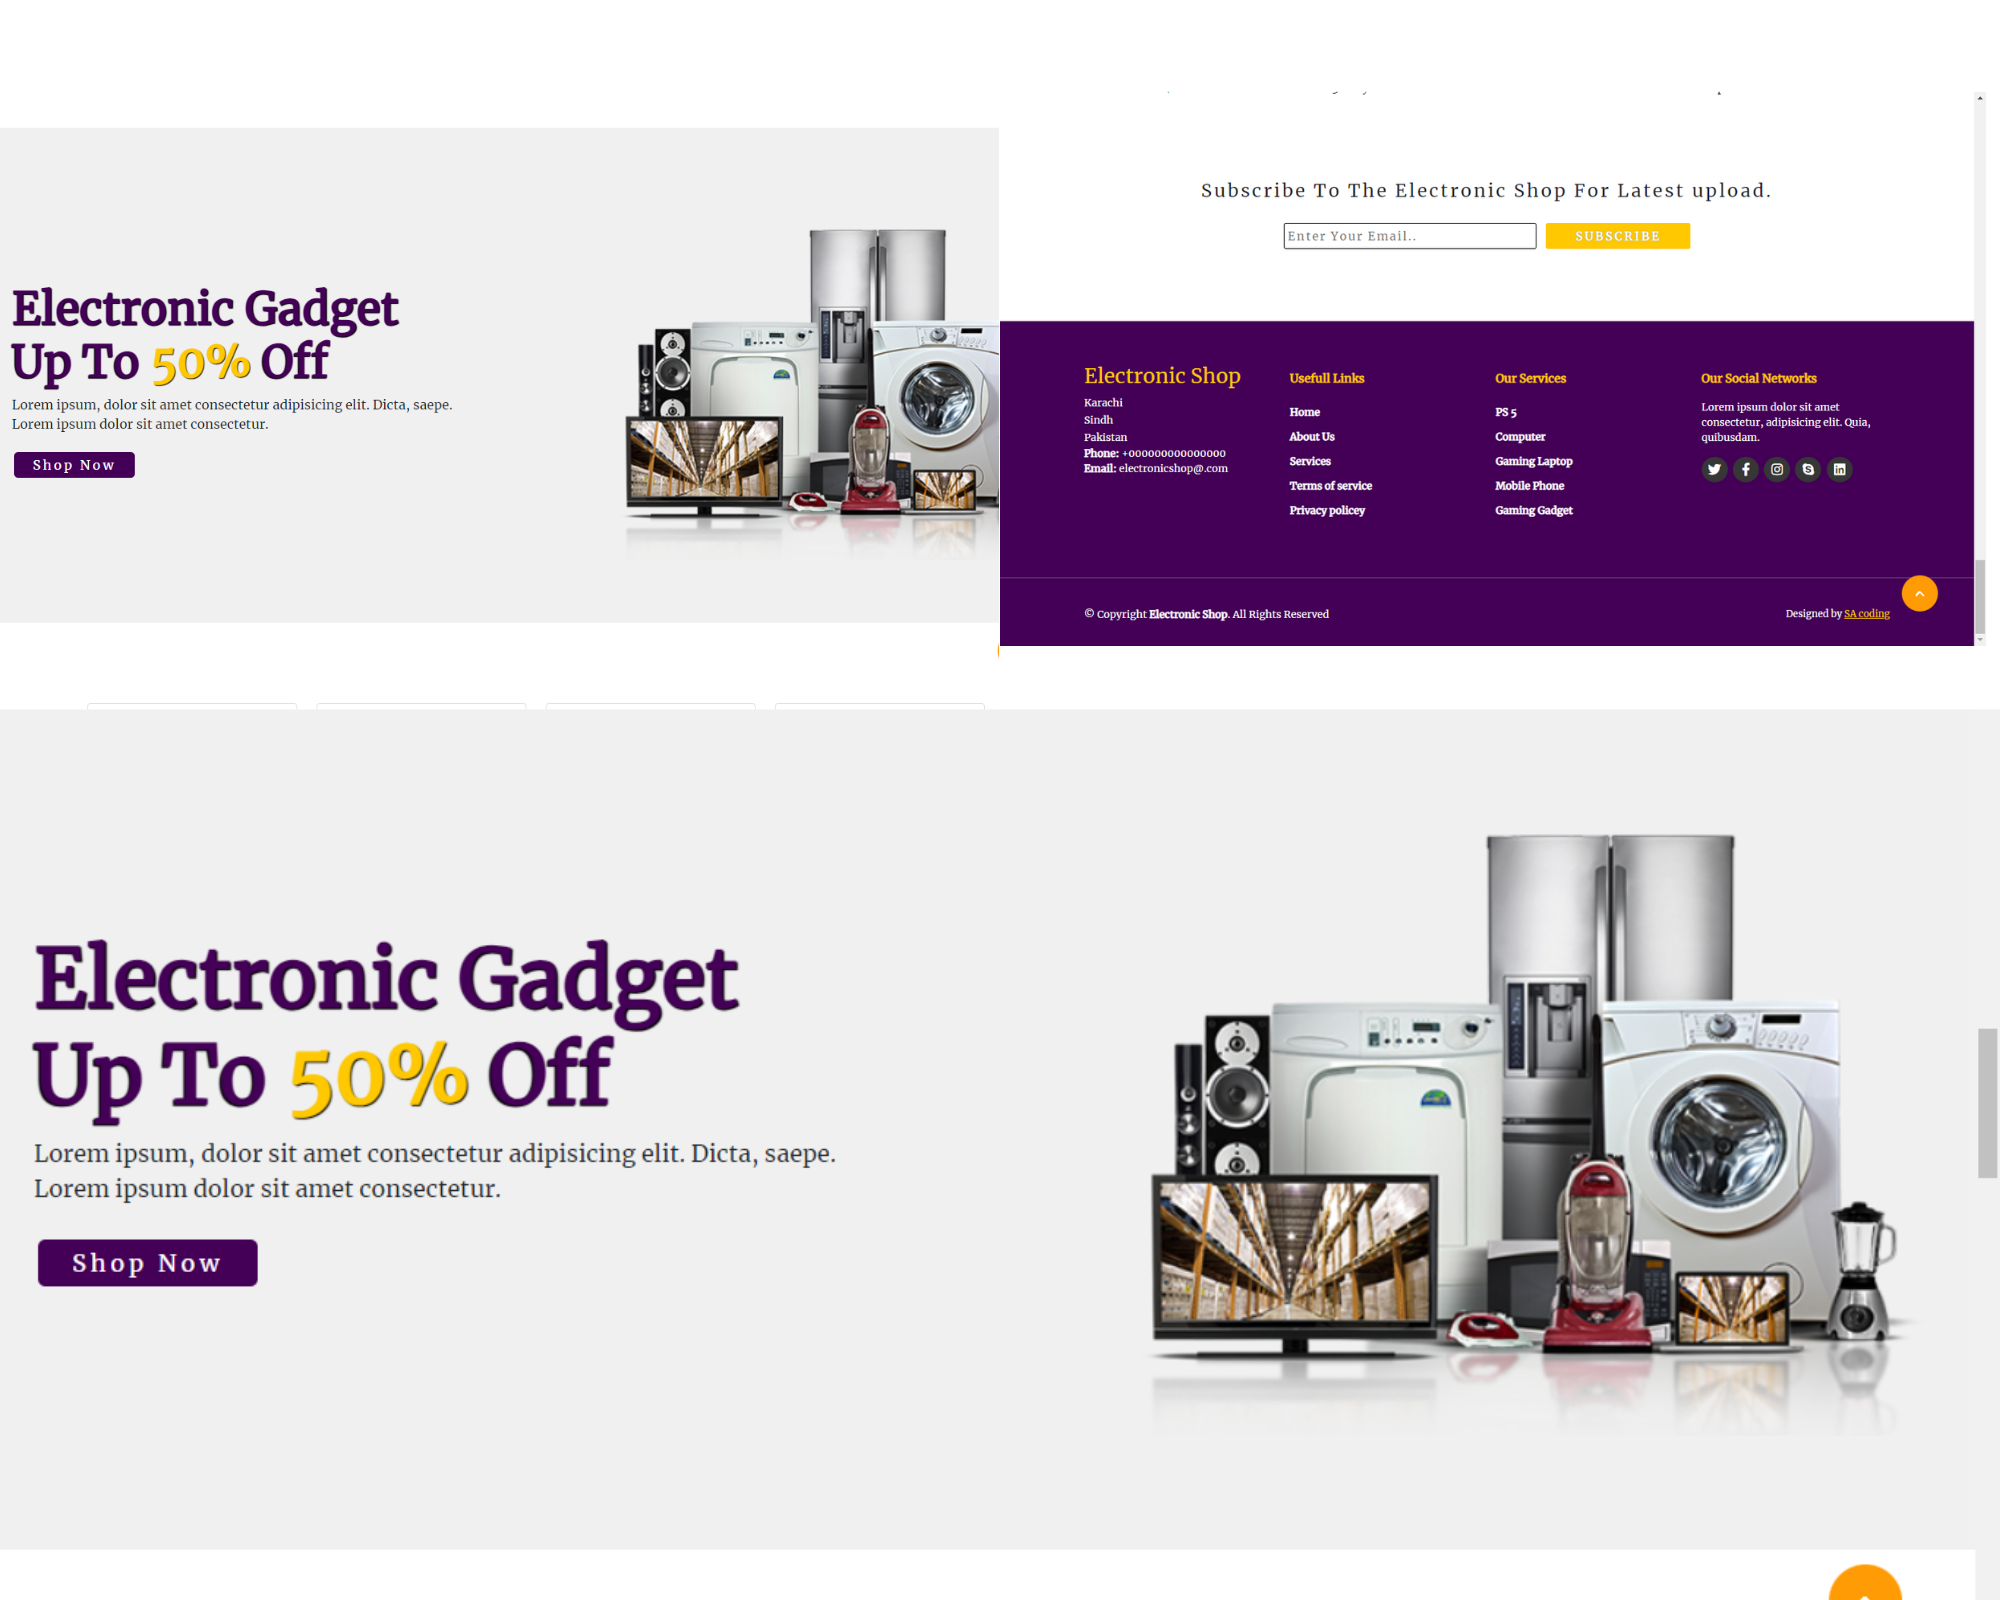 Electronic Gadget
Up To 50% Off
Lorem ipsum, dolor sit amet consectetur adipisicing elit. Dicta, saepe.
Lorem ipsum dolor sit amet consectetur.
Shop Now
Subscribe To The Electronic Shop For Latest upload.
Enter Your Email..
SUBSCRIBE
Electronic Shop
Karachi
Sindh
Pakistan
Phone: +000000000000000
Email: electronicshop@.com
Usefull Links
Home
About Us
Services
Terms of service
Privacy policey
Our Services
PS 5
Computer
Gaming Laptop
Mobile Phone
Gaming Gadget
Our Social Networks
Lorem ipsum dolor sit amet
consectetur, adipisicing elit. Quia,
quibusdam.
© Copyright Electronic Shop. All Rights Reserved
Designed by SA coding
Electronic Gadget
Up To 50% Off
Lorem ipsum, dolor sit amet consectetur adipisicing elit. Dicta, saepe.
Lorem ipsum dolor sit amet consectetur.
Shop Now